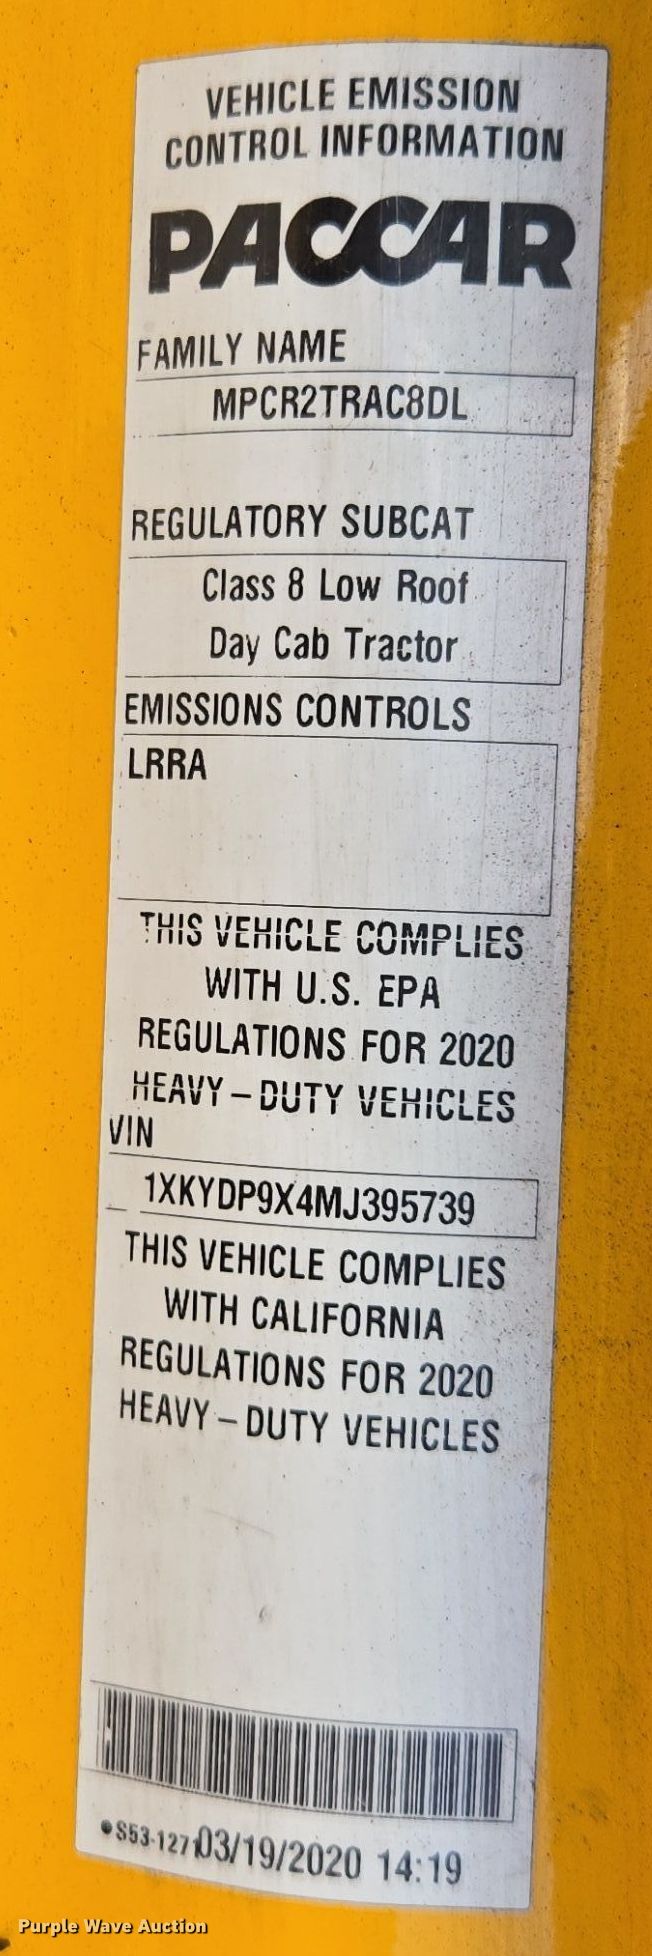 VEHICLE EMISSION
CONTROL INFORMATION
PACCAR
FAMILY NAME
MPCR2TRAC8DL
REGULATORY SUBCAT
Class 8 Low Roof
Day Cab Tractor
EMISSIONS CONTROLS
LRRA
THIS VEHICLE COMPLIES
WITH U.S. EPA
REGULATIONS FOR 2020
HEAVY-DUTY VEHICLES
VIN
1XKYDP9X4MJ395739
THIS VEHICLE COMPLIES
WITH CALIFORNIA
REGULATIONS FOR 2020
HEAVY-DUTY VEHICLES
03/19/2020 14:19
Purple Wave Auction